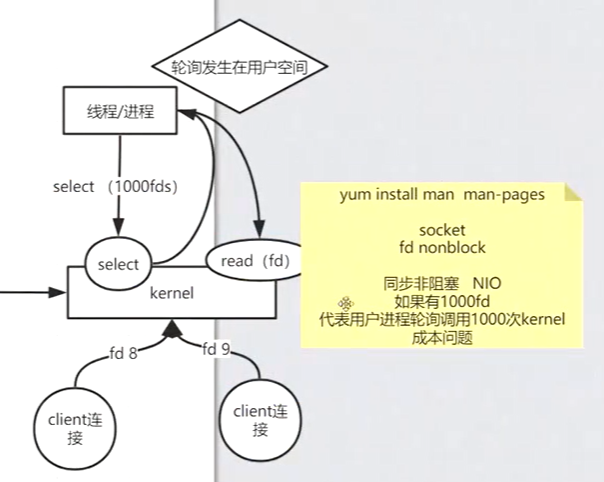 轮询发生在用户空间
线程/进程
select （1000fds）
select
read（fd）
kernel
fd 8
fd 9
client连
接
client连
接
yum install man  man-pages
socket
fd nonblock
同步非阻塞   NIO
如果有1000fd
代表用户进程轮询调用1000次kernel
成本问题